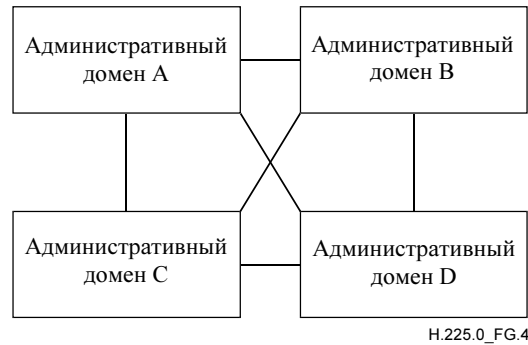 Административный
домен A
Административный
домен B
Административный
домен C
Административный
домен D
H.225.0_FG.4